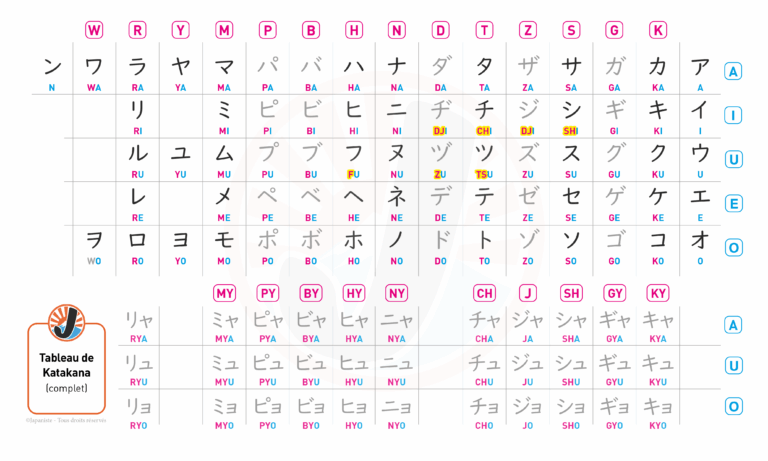 W R Y M P B H N D T Z S G K
ン ワ ラ ヤ マ パ バ ハ ナ ダ タ ザ サ ガ カ ア A
N WA RA YA MA PA BA HA NA DA TA ZA SA GA KA A
リ ミ ピ ビ ヒ ニ ヂ チ ジ シ ギ キ イ I
RI MI PI BI HI NI DJI CHI DJI SHI GI KI I
ル ユ ム プ ブ フ ヌ ヅ ツ ズ ス グ ク ウ U
RU YU MU PU BU FU NU ZU TSU ZU SU GU KU U
レ メ ペ ベ ヘ ネ デ テ ゼ セ ゲ ケ エ E
RE ME PE BE HE NE DE TE ZE SE GE KE E
ヲ ロ ヨ モ ポ ボ ホ ノ ド ト ゾ ソ ゴ コ オ O
WO RO YO MO PO BO HO NO DO TO ZO SO GO KO O
MY PY BY HY NY CH J SH GY KY
リャ ミャ ピャ ビャ ヒャ ニャ チャ ジャ シャ ギャ キャ A
RYA MYA PYA BYA HYA NYA CHA JA SHA GYA KYA
リュ ミュ ピュ ビュ ヒュ ニュ チュ ジュ シュ ギュ キュ U
RYU MYU PYU BYU HYU NYU CHU JU SHU GYU KYU
リョ ミョ ピョ ビョ ヒョ ニョ チョ ジョ ショ ギョ キョ O
RYO MYO PYO BYO HYO NYO CHO JO SHO GYO KYO
J
Tableau de
Katakana
(complet)
©Japaniste - Tous droits réservés